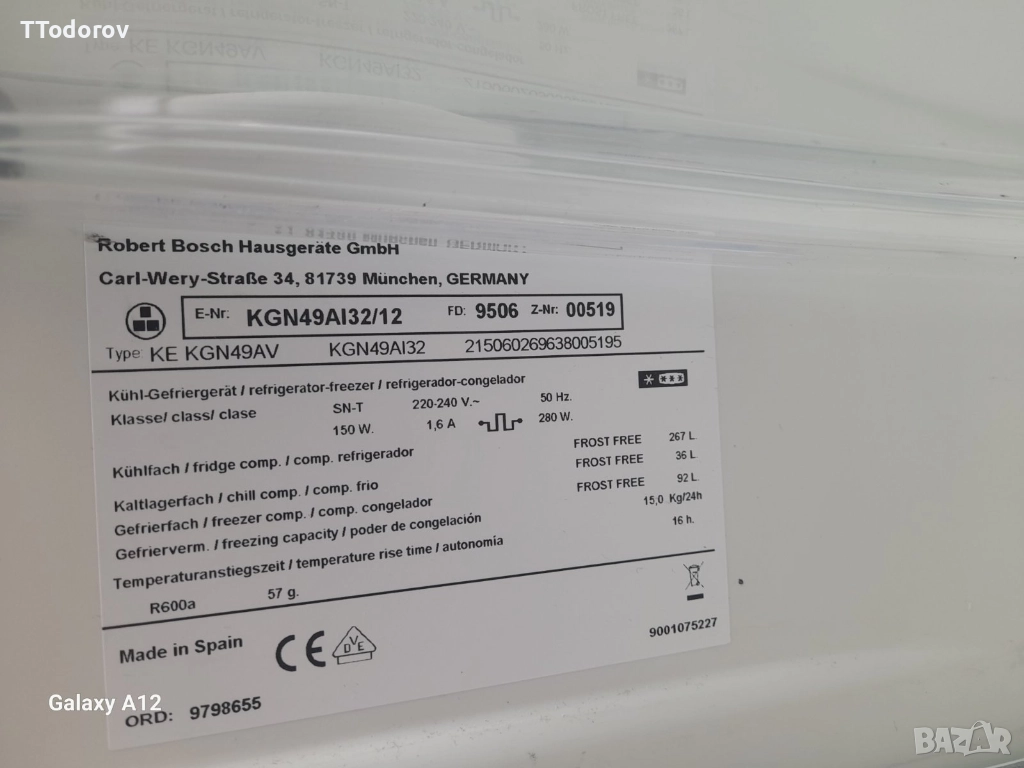 TTodorov
Robert Bosch Hausgeräte GmbH
Carl-Wery-Straße 34, 81739 München, GERMANY
E-Nr: KGN49AI32/12 FD: 9506 Z-Nr: 00519
Type: KE KGN49AV KGN49AI32 215060269638005195
Kühl-Gefriergerät / refrigerator-freezer / refrigerador-congelador
Klasse/ class/ clase SN-T 220-240 V.~ 50 Hz.
150 W. 1,6 A 280 W.
Kühlfach / fridge comp. / comp. refrigerador FROST FREE 267 L.
Kaltlagerfach / chill comp. / comp. frio FROST FREE 36 L
Gefrierfach / freezer comp. / comp. congelador FROST FREE 92 L.
Gefrierverm. / freezing capacity / poder de congelación 15,0 Kg/24h
Temperaturanstiegszeit / temperature rise time / autonomía 16 h.
R600a 57 g.
Made in Spain CE DVE 9001075227
Galaxy A12
ORD: 9798655
BAZAR